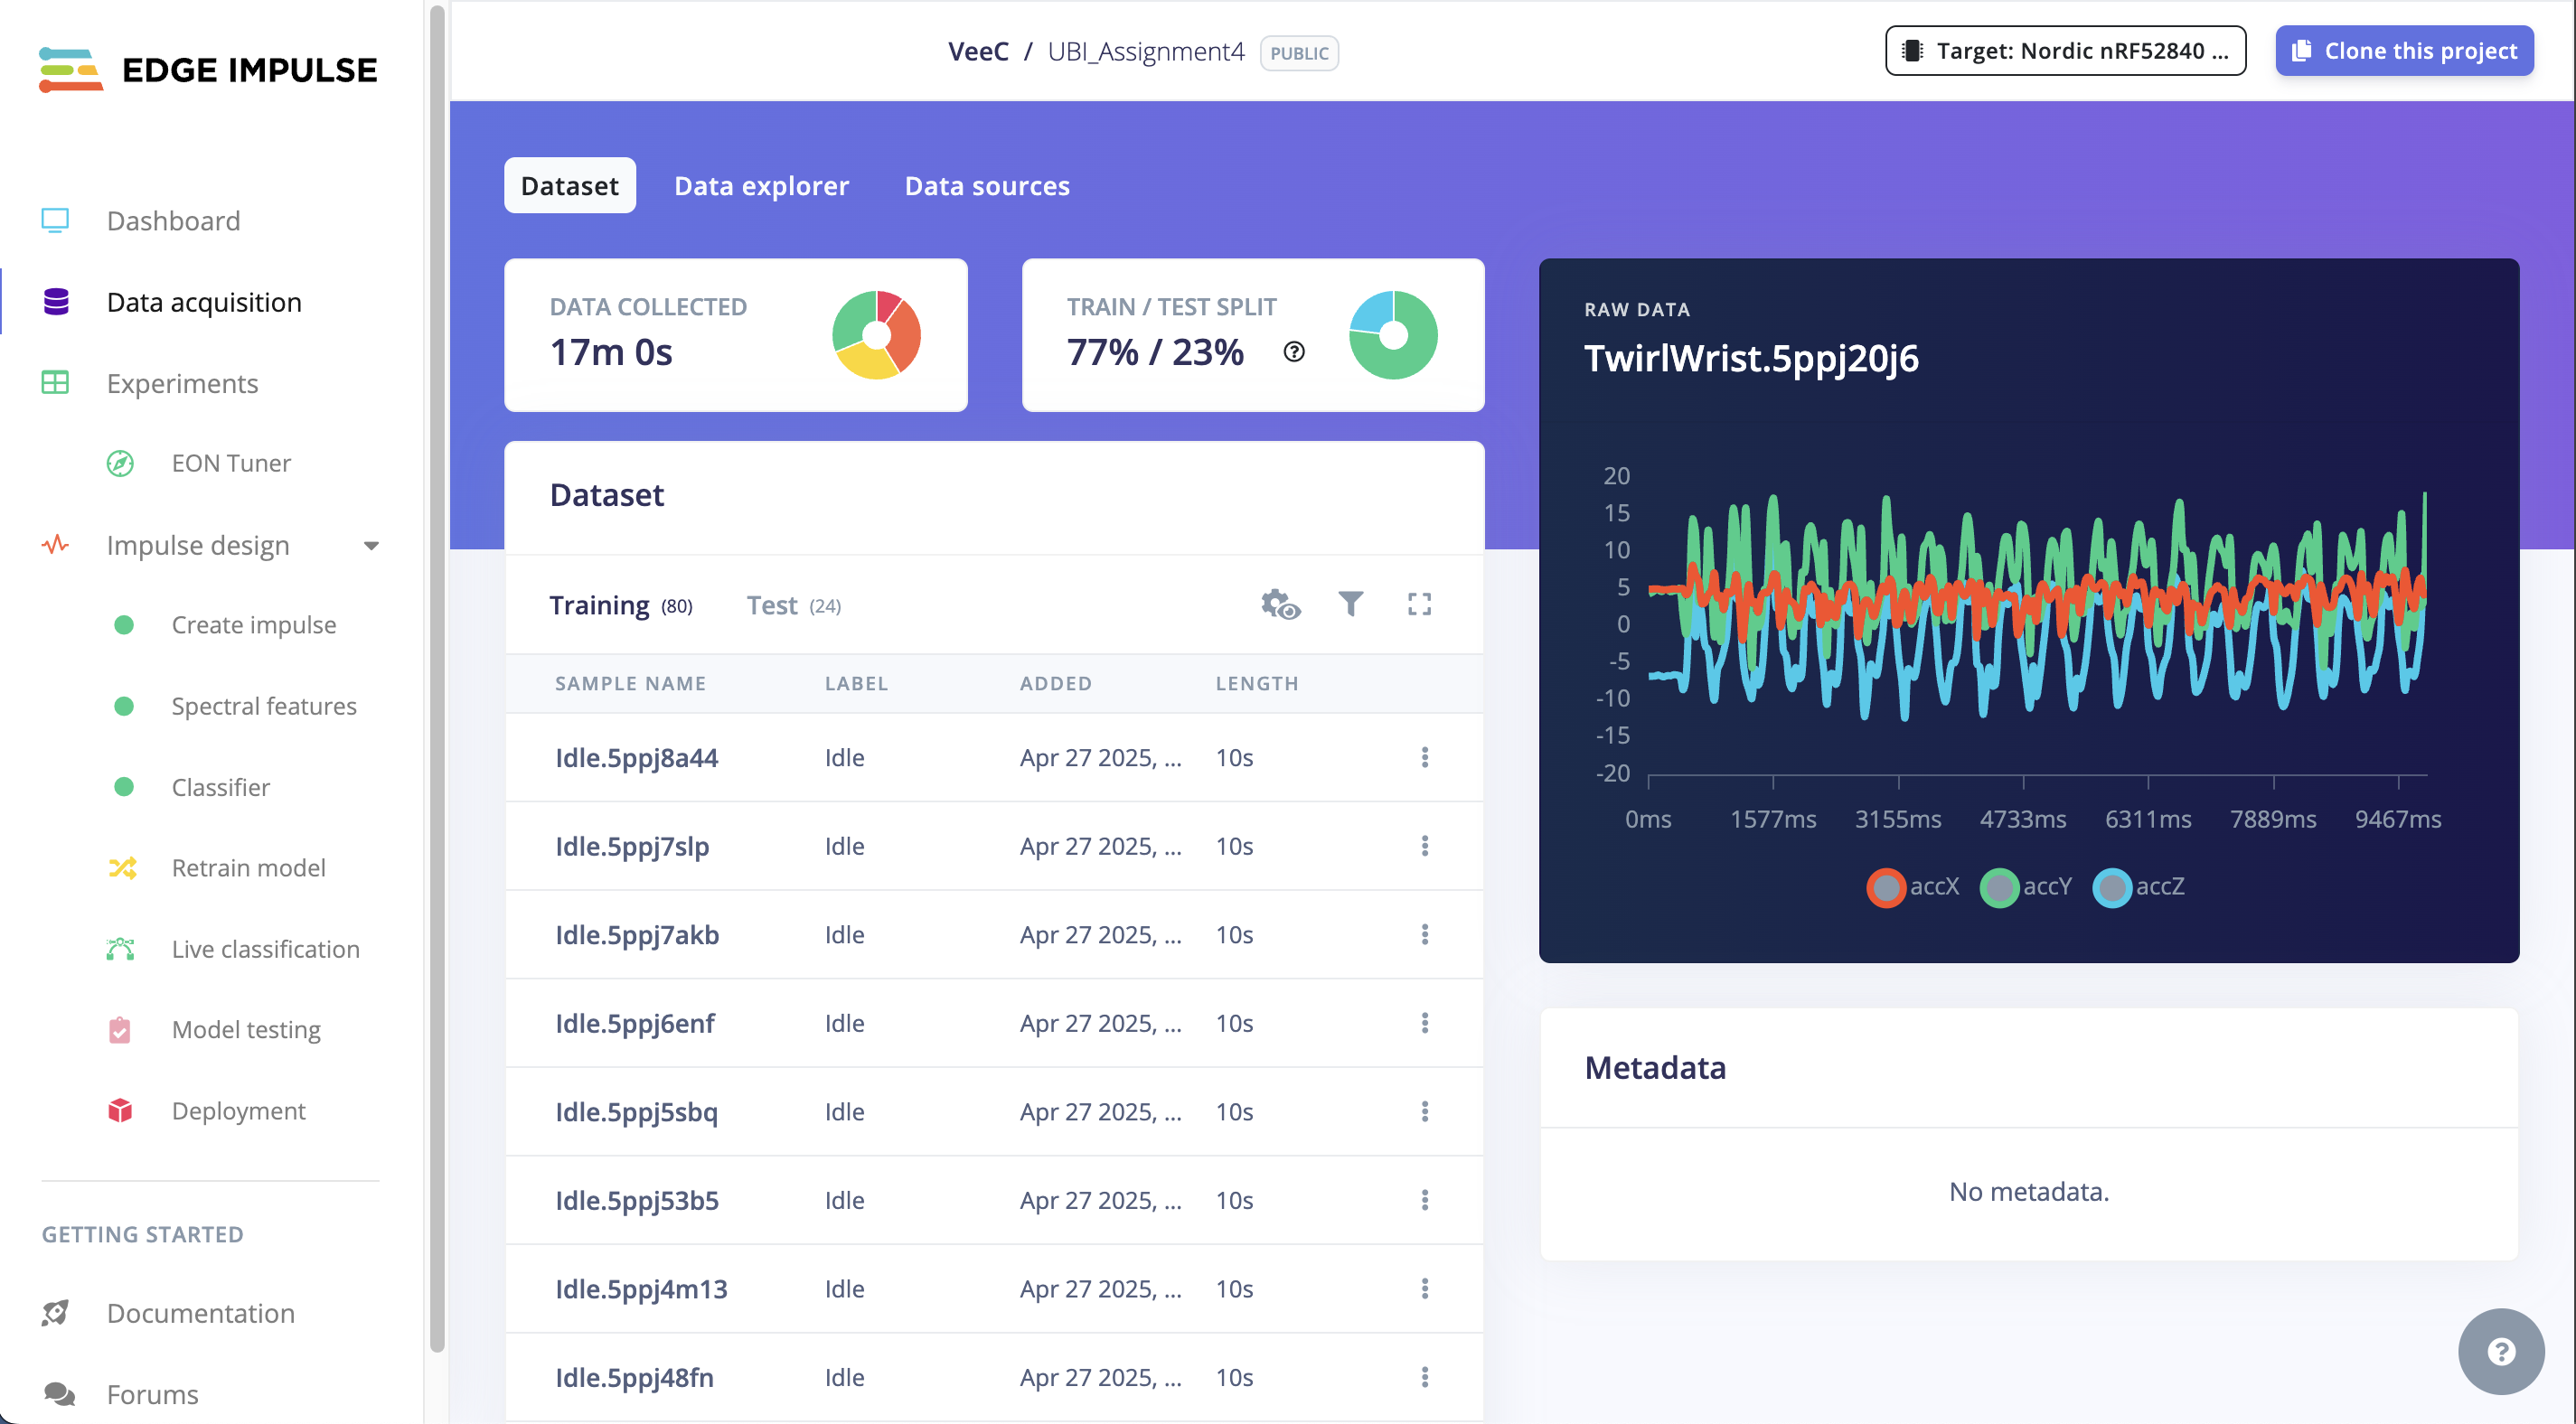 EDGE IMPULSE
Dashboard
Data acquisition
Experiments
EON Tuner
Impulse design
Create impulse
Spectral features
Classifier
Retrain model
Live classification
Model testing
Deployment
GETTING STARTED
Documentation
Forums
VeeC / UBI_Assignment4 PUBLIC
Target: Nordic nRF52840 ...
Clone this project
Dataset Data explorer Data sources
DATA COLLECTED
17m 0s
TRAIN / TEST SPLIT
77% / 23% ?
Dataset
Training (80) Test (24)
SAMPLE NAME LABEL ADDED LENGTH
Idle.5ppj8a44 Idle Apr 27 2025, ... 10s
Idle.5ppj7slp Idle Apr 27 2025, ... 10s
Idle.5ppj7akb Idle Apr 27 2025, ... 10s
Idle.5ppj6enf Idle Apr 27 2025, ... 10s
Idle.5ppj5sbq Idle Apr 27 2025, ... 10s
Idle.5ppj53b5 Idle Apr 27 2025, ... 10s
Idle.5ppj4m13 Idle Apr 27 2025, ... 10s
Idle.5ppj48fn Idle Apr 27 2025, ... 10s
RAW DATA
TwirlWrist.5ppj20j6
20
15
10
5
0
-5
-10
-15
-20
0ms 1577ms 3155ms 4733ms 6311ms 7889ms 9467ms
accX accY accZ
Metadata
No metadata.
?